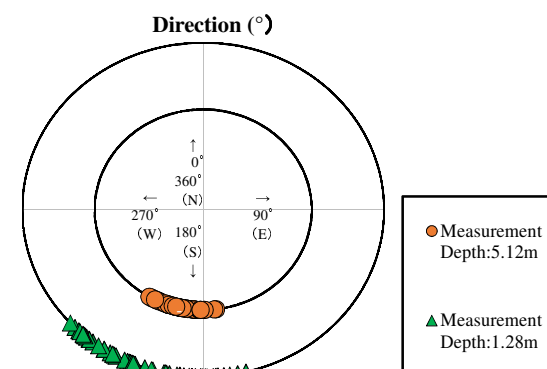 Direction (°)
↑
0°
360°
(N)
← →
270° 90°
(W) 180° (E)
(S)
↓
Measurement
Depth:5.12m
Measurement
Depth:1.28m